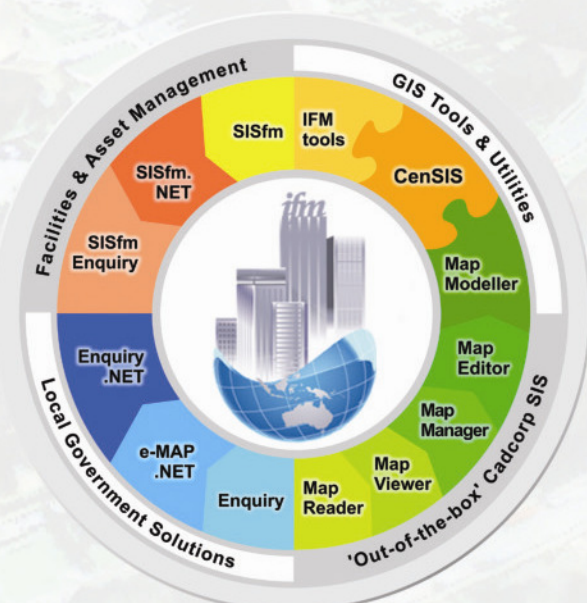 Facilities & Asset Management
GIS Tools & Utilities
SISfm
IFM
tools
SISfm.
.NET
CenSIS
ifm
SISfm
Enquiry
Map
Modeller
Enquiry
.NET
Map
Editor
Map
Manager
e-MAP
.NET
Enquiry
Map
Reader
Map
Viewer
Local Government Solutions
'Out-of-the-box' Cadcorp SIS